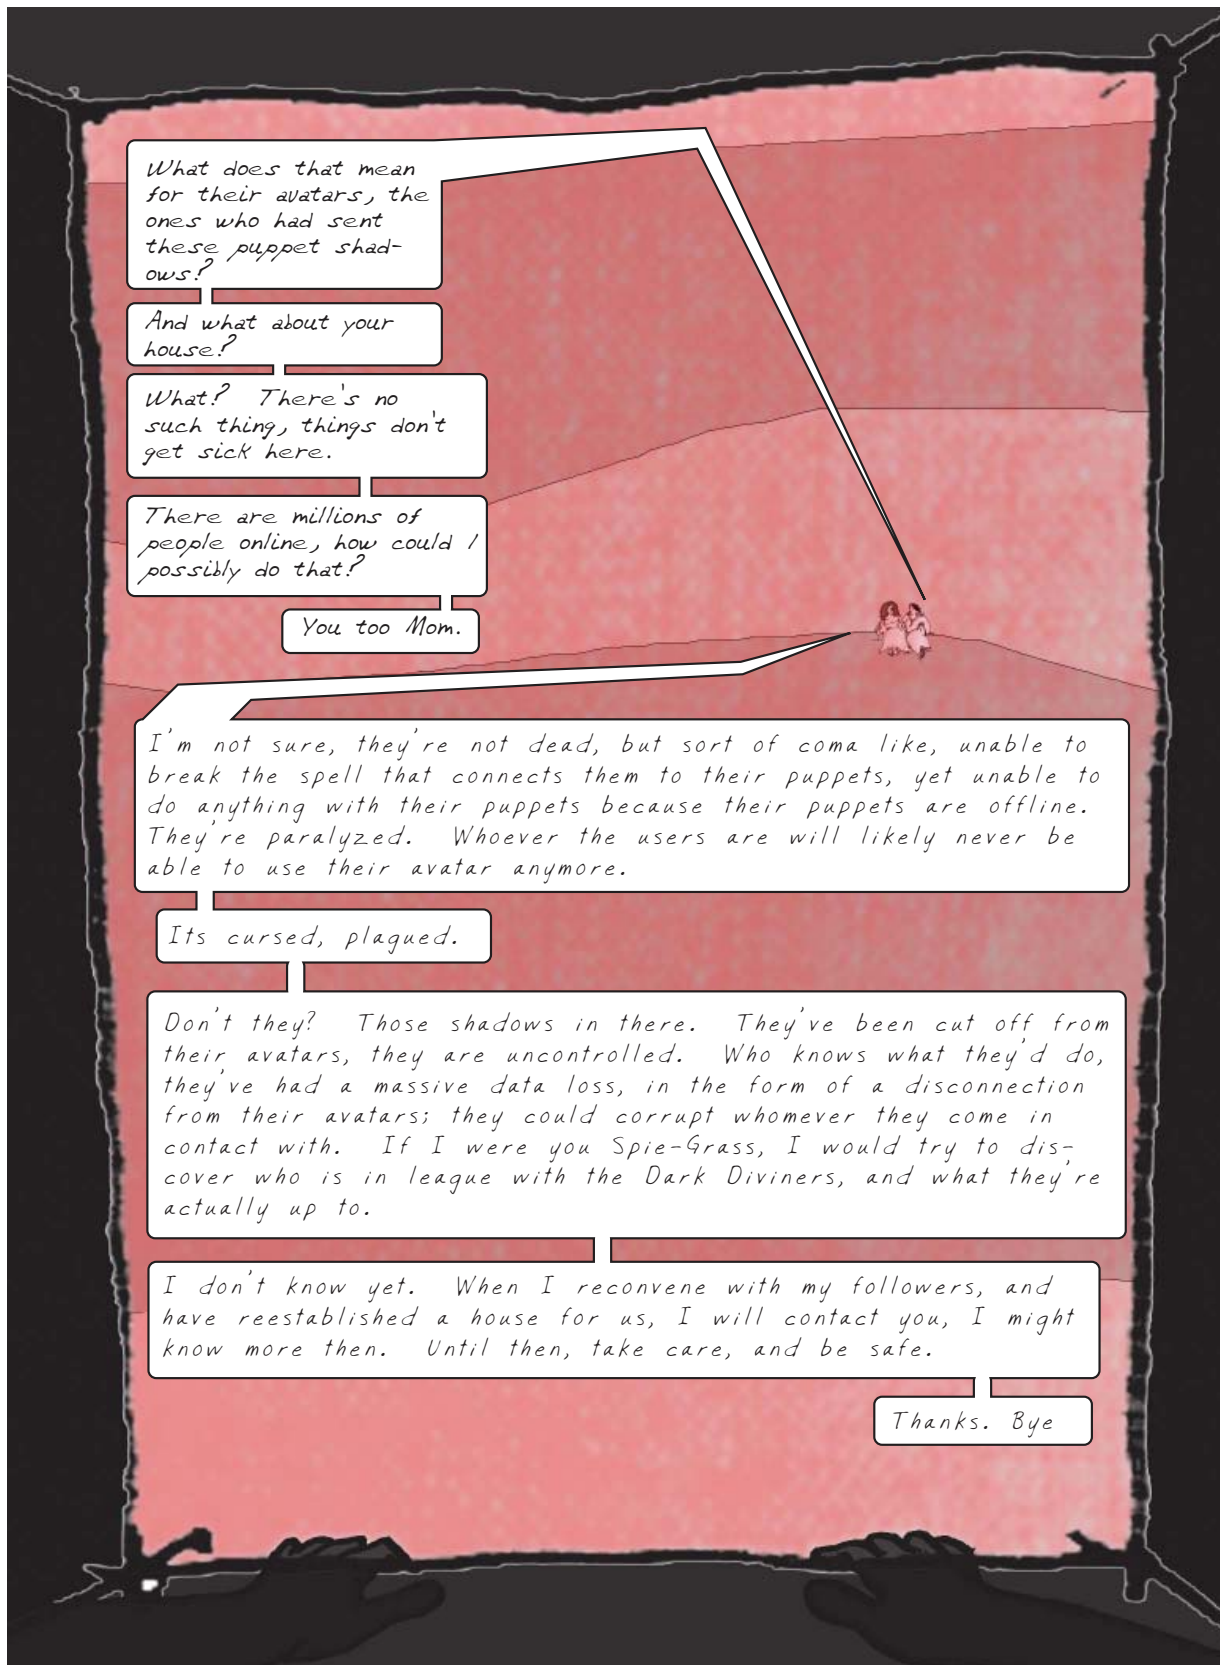 What does that mean
for their avatars, the
ones who had sent
these puppet shad-
ows?
And what about your
house?
What? There's no
such thing, things don't
get sick here.
There are millions of
people online, how could I
possibly do that?
You too Mom.
I'm not sure, they're not dead, but sort of coma like, unable to
break the spell that connects them to their puppets, yet unable to
do anything with their puppets because their puppets are offline.
They're paralyzed. Whoever the users are will likely never be
able to use their avatar anymore.
Its cursed, plagued.
Don't they? Those shadows in there. They've been cut off from
their avatars, they are uncontrolled. Who knows what they'd do,
they've had a massive data loss, in the form of a disconnection
from their avatars; they could corrupt whomever they come in
contact with. If I were you Spie-Grass, I would try to dis-
cover who is in league with the Dark Diviners, and what they're
actually up to.
I don't know yet. When I reconvene with my followers, and
have reestablished a house for us, I will contact you, I might
know more then. Until then, take care, and be safe.
Thanks. Bye